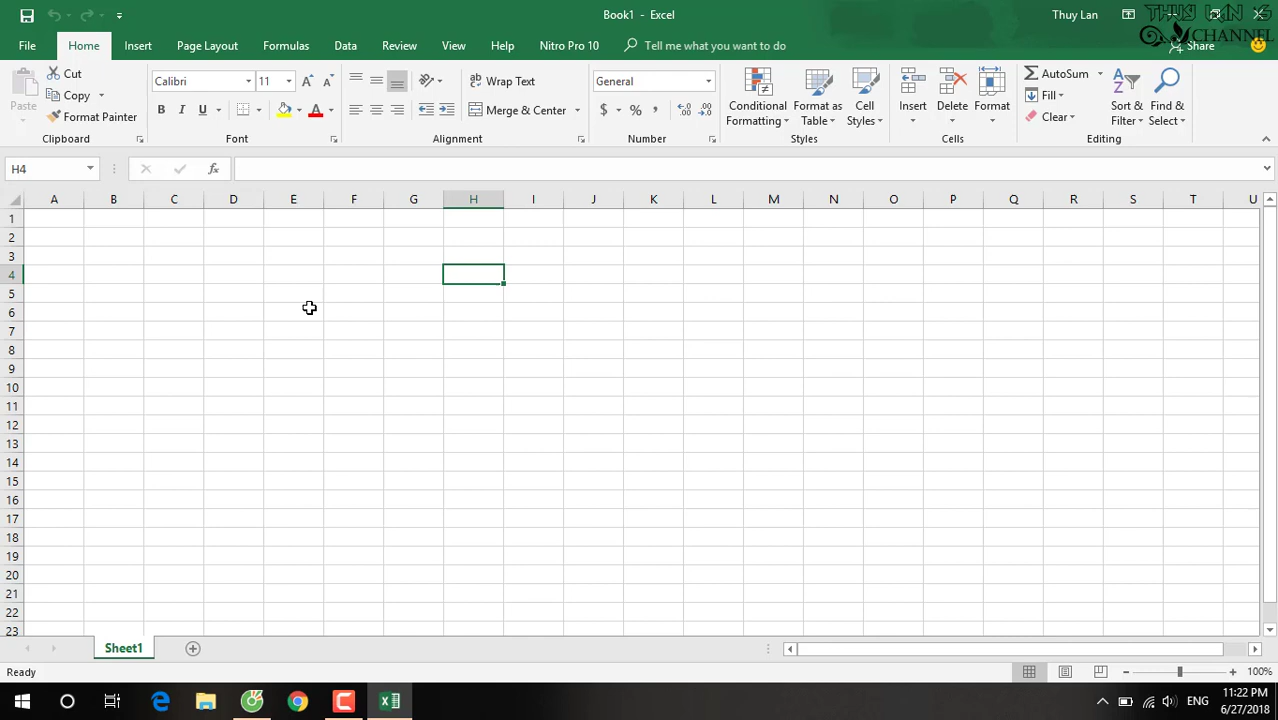 Book1 - Excel
Thuy Lan
THUY LAN IS
CHANNEL
File Home Insert Page Layout Formulas Data Review View Help Nitro Pro 10 Tell me what you want to do Share
Paste
Cut
Copy
Format Painter
Clipboard
Calibri 11
B I U
Font
Wrap Text
Merge & Center
Alignment
General
$ % ,
Number
Conditional Formatting
Format as Table
Cell Styles
Styles
Insert
Delete
Format
Cells
AutoSum
Fill
Clear
Sort & Filter
Find & Select
Editing
H4
fx
A B C D E F G H I J K L M N O P Q R S T U
1
2
3
4
5
6
7
8
9
10
11
12
13
14
15
16
17
18
19
20
21
22
23
Sheet1
Ready
100%
ENG
11:22 PM
6/27/2018